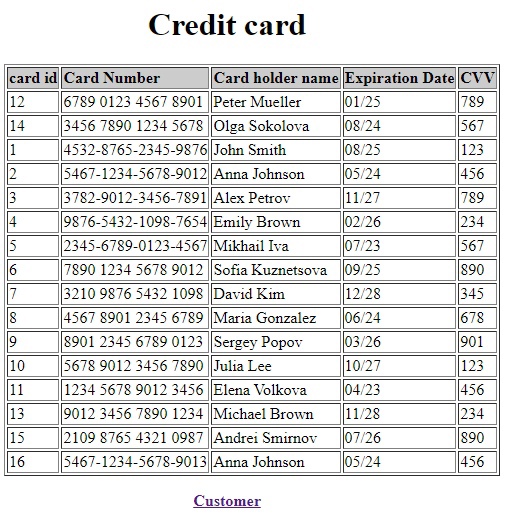 Credit card
card id Card Number Card holder name Expiration Date CVV
12 6789 0123 4567 8901 Peter Mueller 01/25 789
14 3456 7890 1234 5678 Olga Sokolova 08/24 567
1 4532-8765-2345-9876 John Smith 08/25 123
2 5467-1234-5678-9012 Anna Johnson 05/24 456
3 3782-9012-3456-7891 Alex Petrov 11/27 789
4 9876-5432-1098-7654 Emily Brown 02/26 234
5 2345-6789-0123-4567 Mikhail Iva 07/23 567
6 7890 1234 5678 9012 Sofia Kuznetsova 09/25 890
7 3210 9876 5432 1098 David Kim 12/28 345
8 4567 8901 2345 6789 Maria Gonzalez 06/24 678
9 8901 2345 6789 0123 Sergey Popov 03/26 901
10 5678 9012 3456 7890 Julia Lee 10/27 123
11 1234 5678 9012 3456 Elena Volkova 04/23 456
13 9012 3456 7890 1234 Michael Brown 11/28 234
15 2109 8765 4321 0987 Andrei Smirnov 07/26 890
16 5467-1234-5678-9013 Anna Johnson 05/24 456
Customer